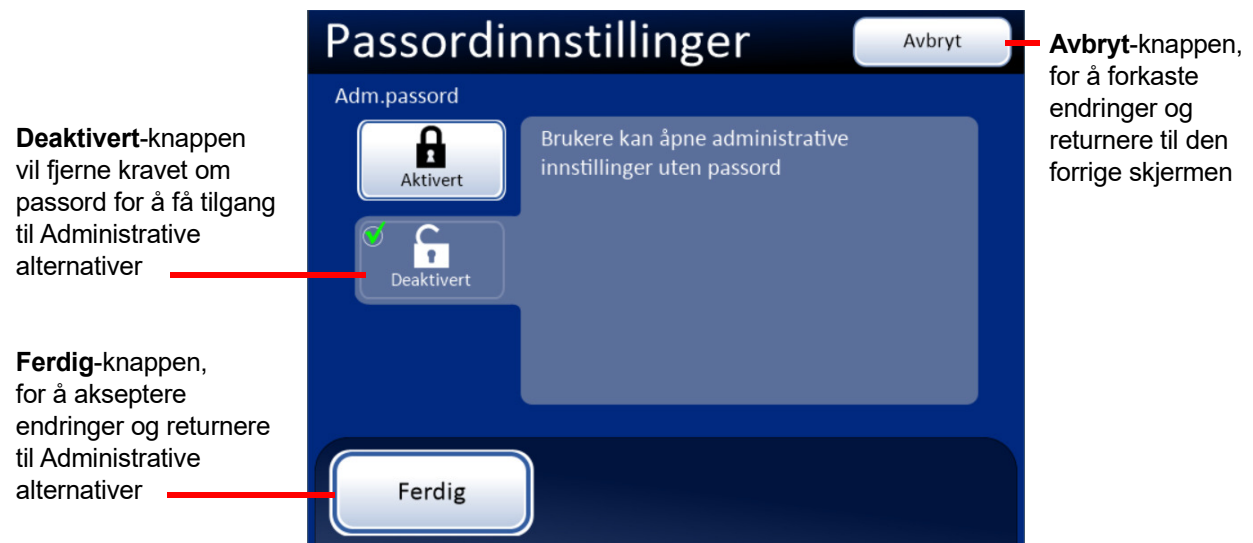 Passordinnstillinger
Avbryt
Adm.passord
Aktivert
Brukere kan åpne administrative
innstillinger uten passord
Deaktivert
Ferdig
Deaktivert-knappen
vil fjerne kravet om
passord for å få tilgang
til Administrative
alternativer
Ferdig-knappen,
for å akseptere
endringer og returnere
til Administrative
alternativer
Avbryt-knappen,
for å forkaste
endringer og
returnere til den
forrige skjermen